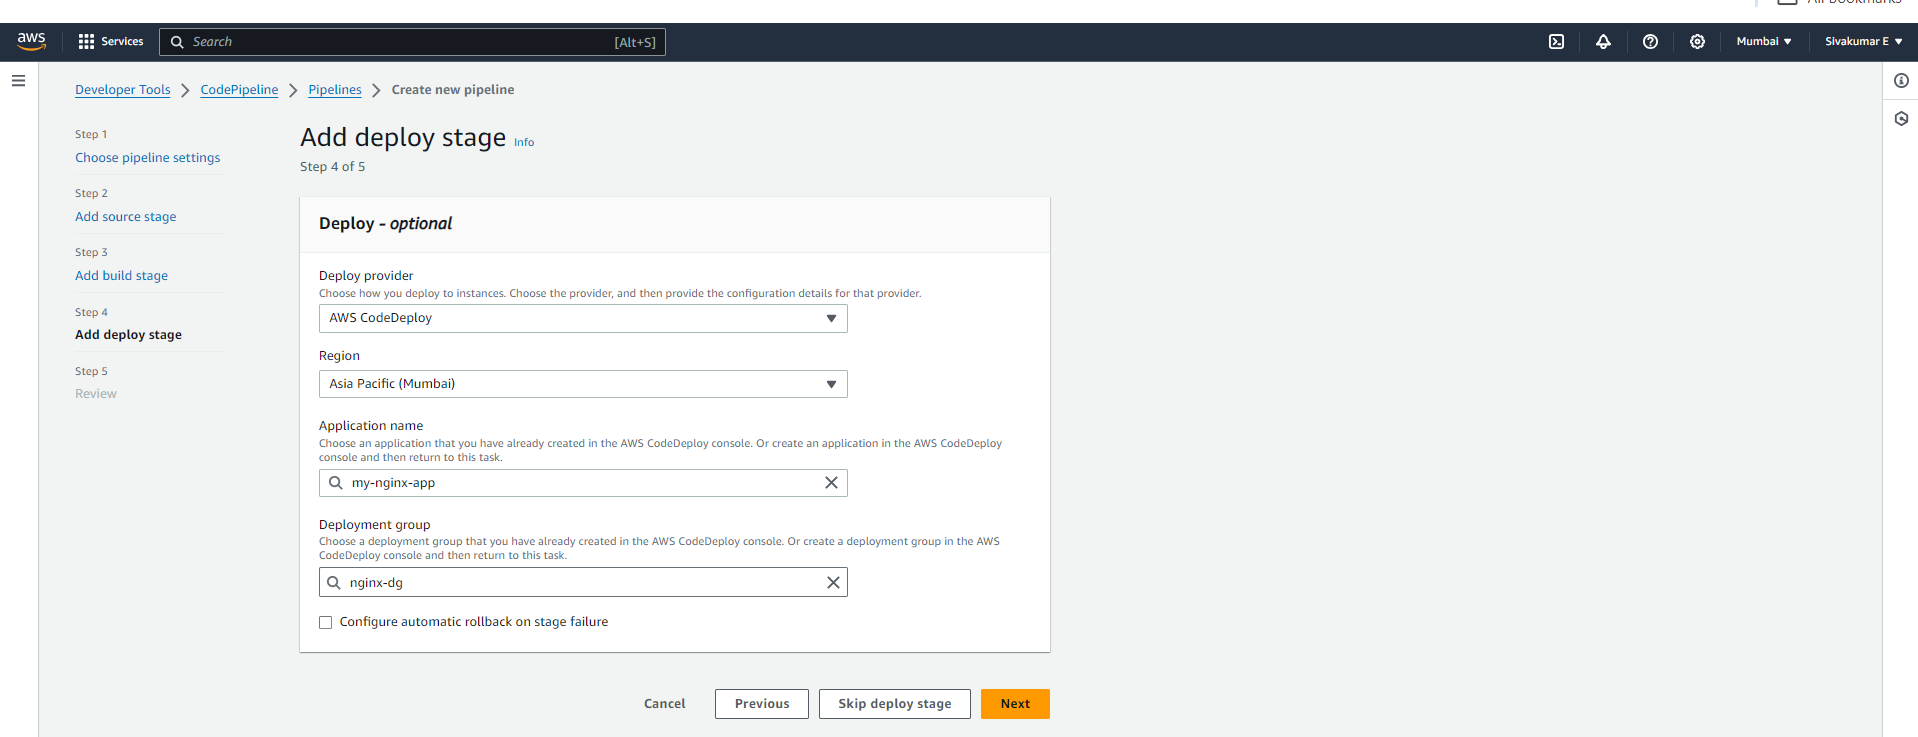 All Bookmarks
aws Services Search [Alt+S] Mumbai ▼ Sivakumar E ▼
Developer Tools > CodePipeline > Pipelines > Create new pipeline
Step 1
Choose pipeline settings
Step 2
Add source stage
Step 3
Add build stage
Step 4
Add deploy stage
Step 5
Review
Add deploy stage Info
Step 4 of 5
Deploy - optional
Deploy provider
Choose how you deploy to instances. Choose the provider, and then provide the configuration details for that provider.
AWS CodeDeploy
Region
Asia Pacific (Mumbai)
Application name
Choose an application that you have already created in the AWS CodeDeploy console. Or create an application in the AWS CodeDeploy
console and then return to this task.
my-nginx-app
Deployment group
Choose a deployment group that you have already created in the AWS CodeDeploy console. Or create a deployment group in the AWS
CodeDeploy console and then return to this task.
nginx-dg
Configure automatic rollback on stage failure
Cancel Previous Skip deploy stage Next